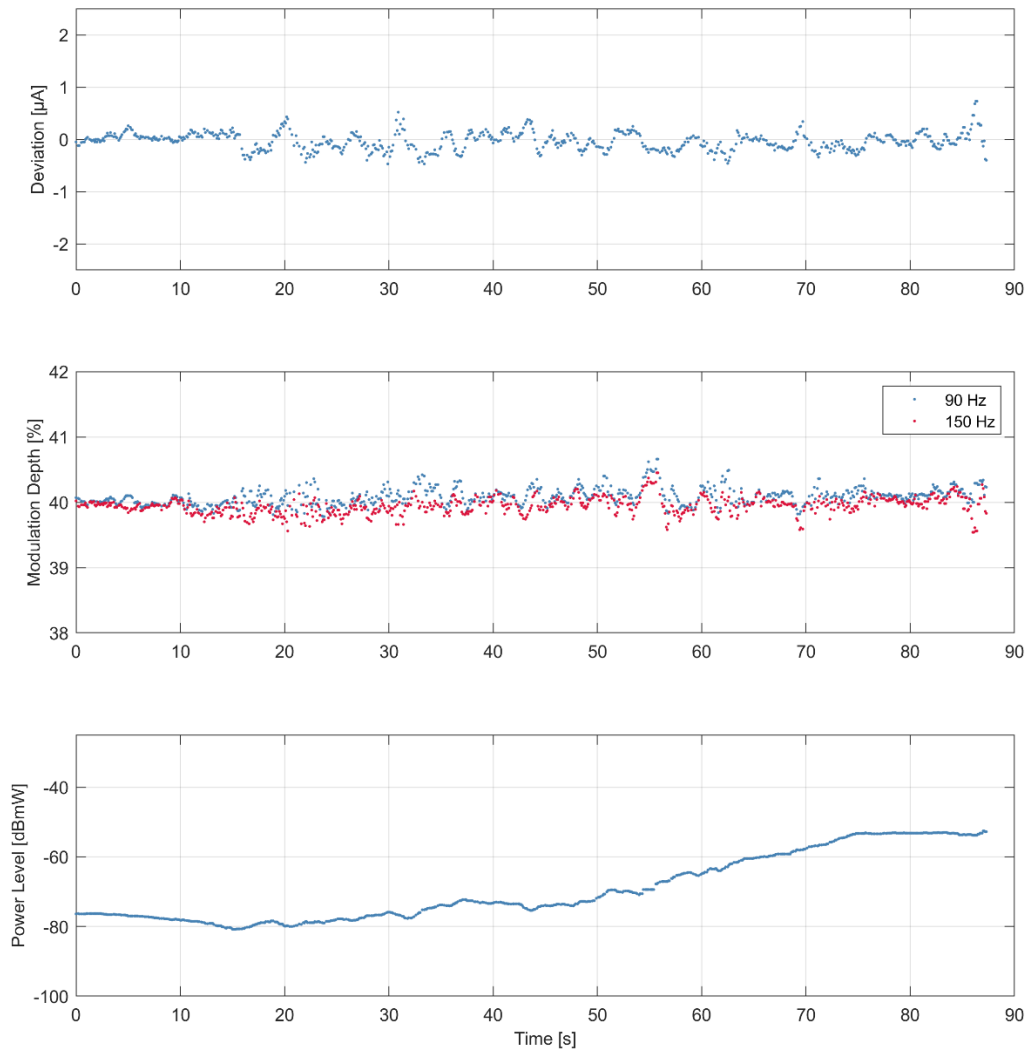 Deviation [µA]
2
1
0
-1
-2
0 10 20 30 40 50 60 70 80 90
Modulation Depth [%]
42
41
40
39
38
90 Hz
150 Hz
0 10 20 30 40 50 60 70 80 90
Power Level [dBmW]
-40
-60
-80
-100
0 10 20 30 40 50 60 70 80 90
Time [s]